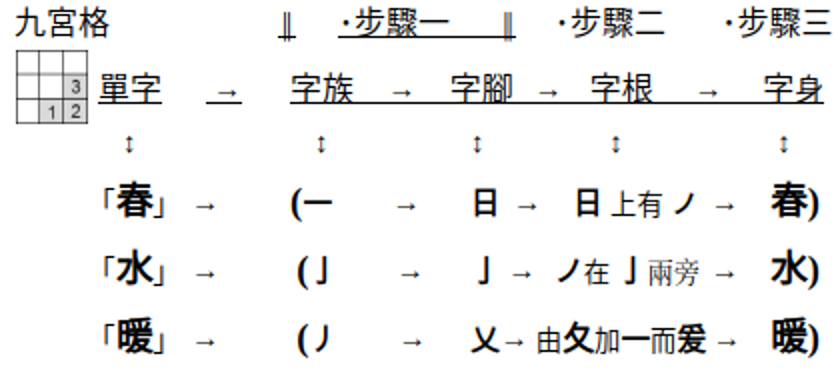 九宮格 ‖ ·步驟一 ‖ ·步驟二 ·步驟三
3
1 2
單字 → 字族 → 字腳 → 字根 → 字身
↕ ↕ ↕ ↕ ↕
「春」 → (一 → 日 → 日 上有 ノ → 春)
「水」 → (亅 → 亅 → ノ在 亅 兩旁 → 水)
「暖」 → (丿 → 乂 → 由夂加一而爰 → 暖)